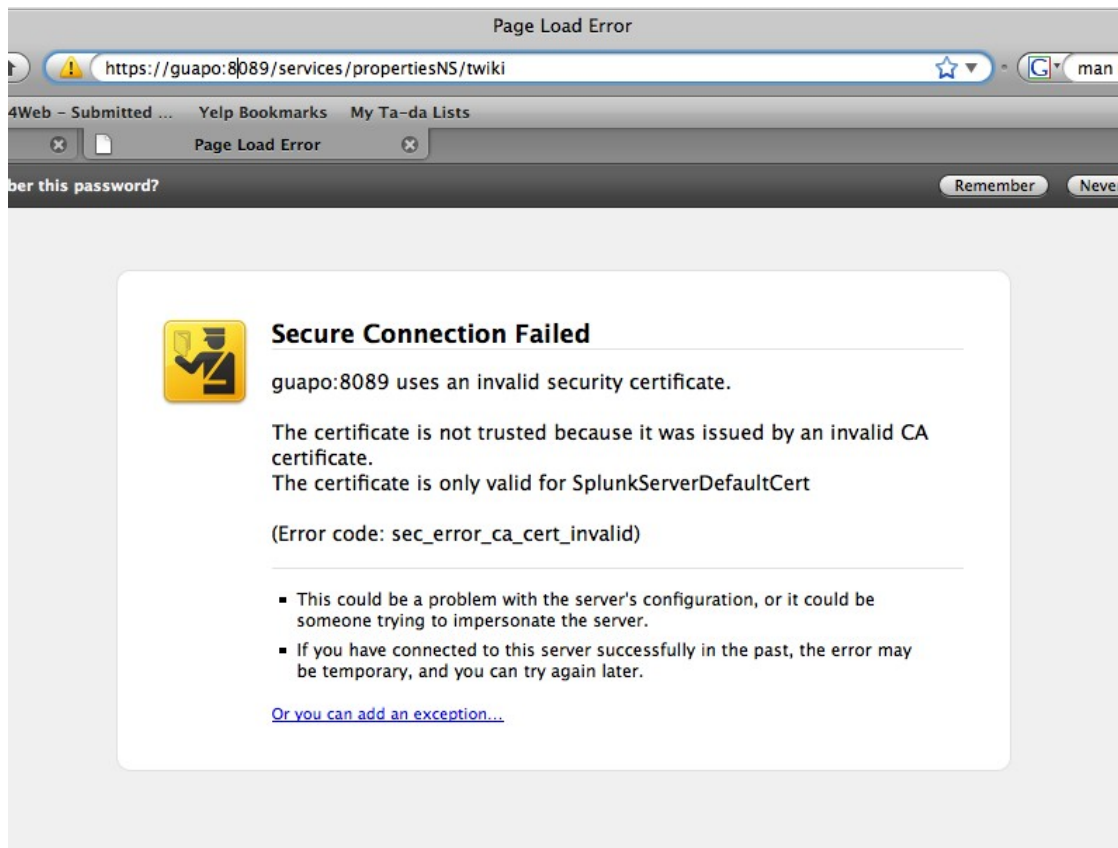 Page Load Error
https://guapo:8089/services/propertiesNS/twiki
G
man
4Web – Submitted ...
Yelp Bookmarks
My Ta-da Lists
Page Load Error
ber this password?
Remember
Neve
Secure Connection Failed
guapo:8089 uses an invalid security certificate.
The certificate is not trusted because it was issued by an invalid CA
certificate.
The certificate is only valid for SplunkServerDefaultCert
(Error code: sec_error_ca_cert_invalid)
This could be a problem with the server's configuration, or it could be
someone trying to impersonate the server.
If you have connected to this server successfully in the past, the error may
be temporary, and you can try again later.
Or you can add an exception...